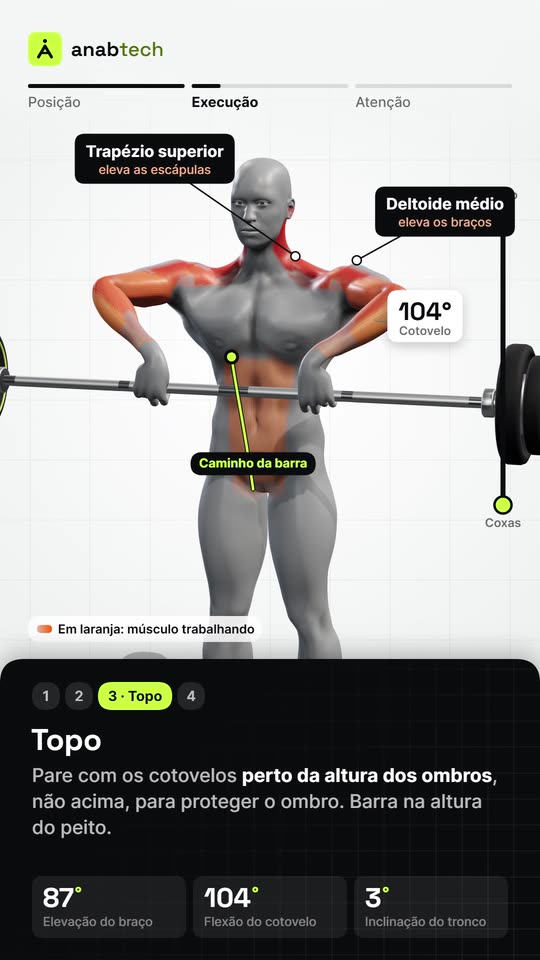 anabtech
Posição
Execução
Atenção
Trapézio superior
eleva as escápulas
Deltoide médio
eleva os braços
104°
Cotovelo
Caminho da barra
Coxas
Em laranja: músculo trabalhando
1
2
3 · Topo
4
Topo
Pare com os cotovelos perto da altura dos ombros,
não acima, para proteger o ombro. Barra na altura
do peito.
87°
Elevação do braço
104°
Flexão do cotovelo
3°
Inclinação do tronco